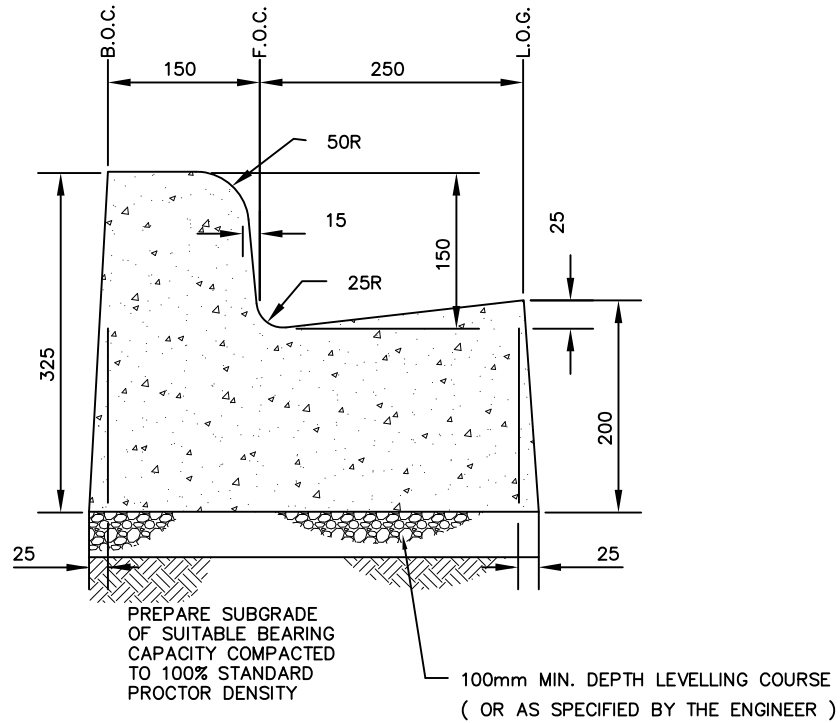 B.O.C.
F.O.C.
L.O.G.
150
250
50R
15
150
25
25R
325
200
25
25
PREPARE SUBGRADE
OF SUITABLE BEARING
CAPACITY COMPACTED
TO 100% STANDARD
PROCTOR DENSITY
100mm MIN. DEPTH LEVELLING COURSE
( OR AS SPECIFIED BY THE ENGINEER )